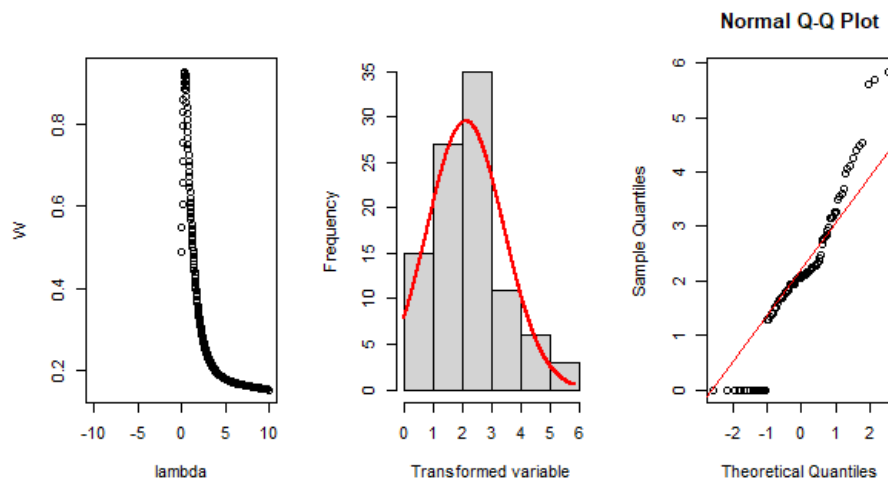 Normal Q-Q Plot
W
0.8
0.6
0.4
0.2
-10 -5 0 5 10
lambda
Frequency
35
30
25
20
15
10
5
0
0 1 2 3 4 5 6
Transformed variable
Sample Quantiles
6
5
4
3
2
1
0
-2 -1 0 1 2
Theoretical Quantiles